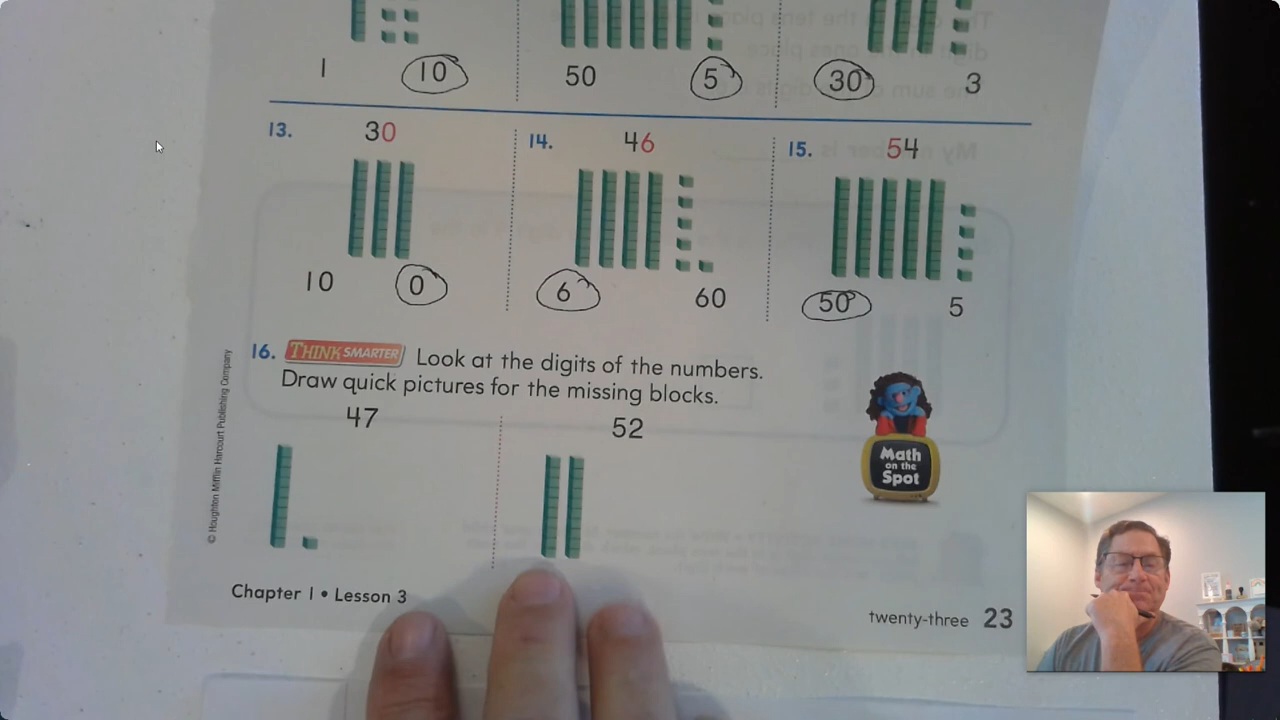 1 10 50 5 30 3
13. 30 14. 46 15. 54
10 0 6 60 50 5
16. THINK SMARTER Look at the digits of the numbers.
Draw quick pictures for the missing blocks.
47 52
Math
on the
Spot
© Houghton Mifflin Harcourt Publishing Company
Chapter 1 • Lesson 3
twenty-three 23